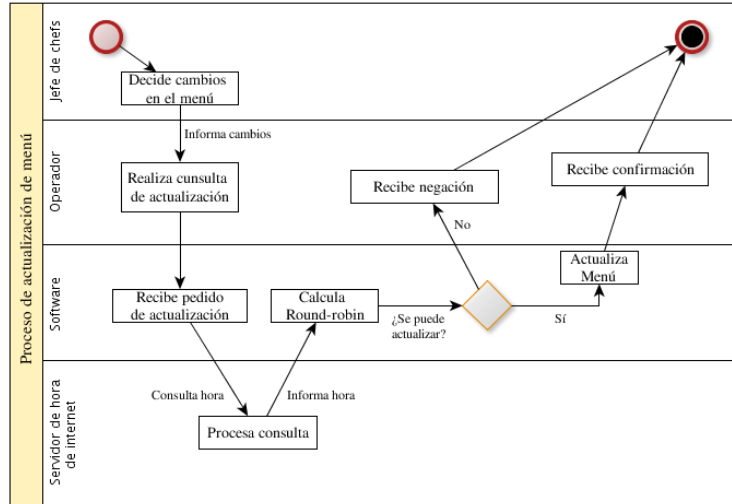 Proceso de actualización de menú
Jefe de chefs
Decide cambios
en el menú
Informa cambios
Operador
Realiza cunsulta
de actualización
Recibe negación
Recibe confirmación
No
Software
Recibe pedido
de actualización
Calcula
Round-robin
¿Se puede
actualizar?
Sí
Actualiza
Menú
Servidor de hora
de internet
Consulta hora
Informa hora
Procesa consulta